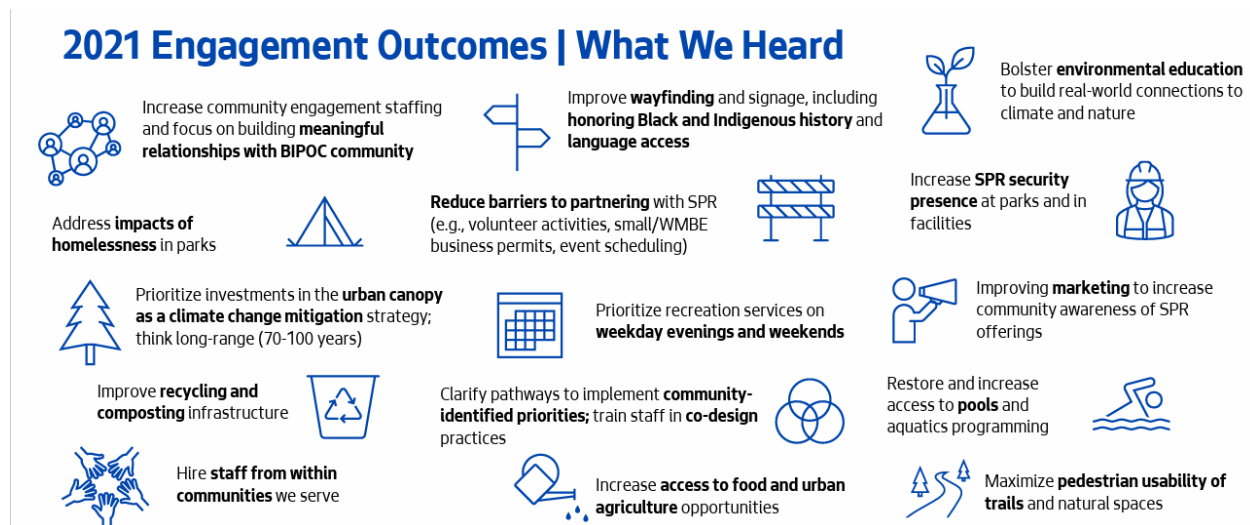 2021 Engagement Outcomes | What We Heard
Increase community engagement staffing
and focus on building meaningful
relationships with BIPOC community
Improve wayfinding and signage, including
honoring Black and Indigenous history and
language access
Bolster environmental education
to build real-world connections to
climate and nature
Address impacts of
homelessness in parks
Reduce barriers to partnering with SPR
(e.g., volunteer activities, small/WMBE
business permits, event scheduling)
Increase SPR security
presence at parks and in
facilities
Prioritize investments in the urban canopy
as a climate change mitigation strategy;
think long-range (70-100 years)
Prioritize recreation services on
weekday evenings and weekends
Improving marketing to increase
community awareness of SPR
offerings
Improve recycling and
composting infrastructure
Clarify pathways to implement community-
identified priorities; train staff in co-design
practices
Restore and increase
access to pools and
aquatics programming
Hire staff from within
communities we serve
Increase access to food and urban
agriculture opportunities
Maximize pedestrian usability of
trails and natural spaces